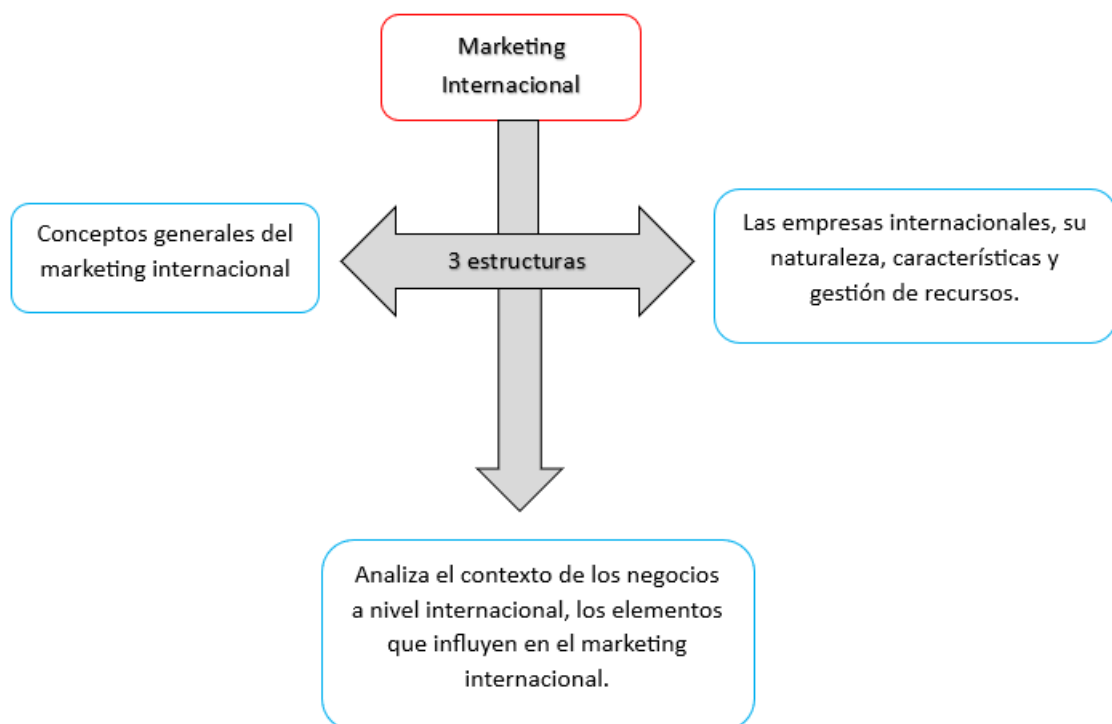 Marketing
Internacional
Conceptos generales del
marketing internacional
3 estructuras
Las empresas internacionales, su
naturaleza, características y
gestión de recursos.
Analiza el contexto de los negocios
a nivel internacional, los elementos
que influyen en el marketing
internacional.